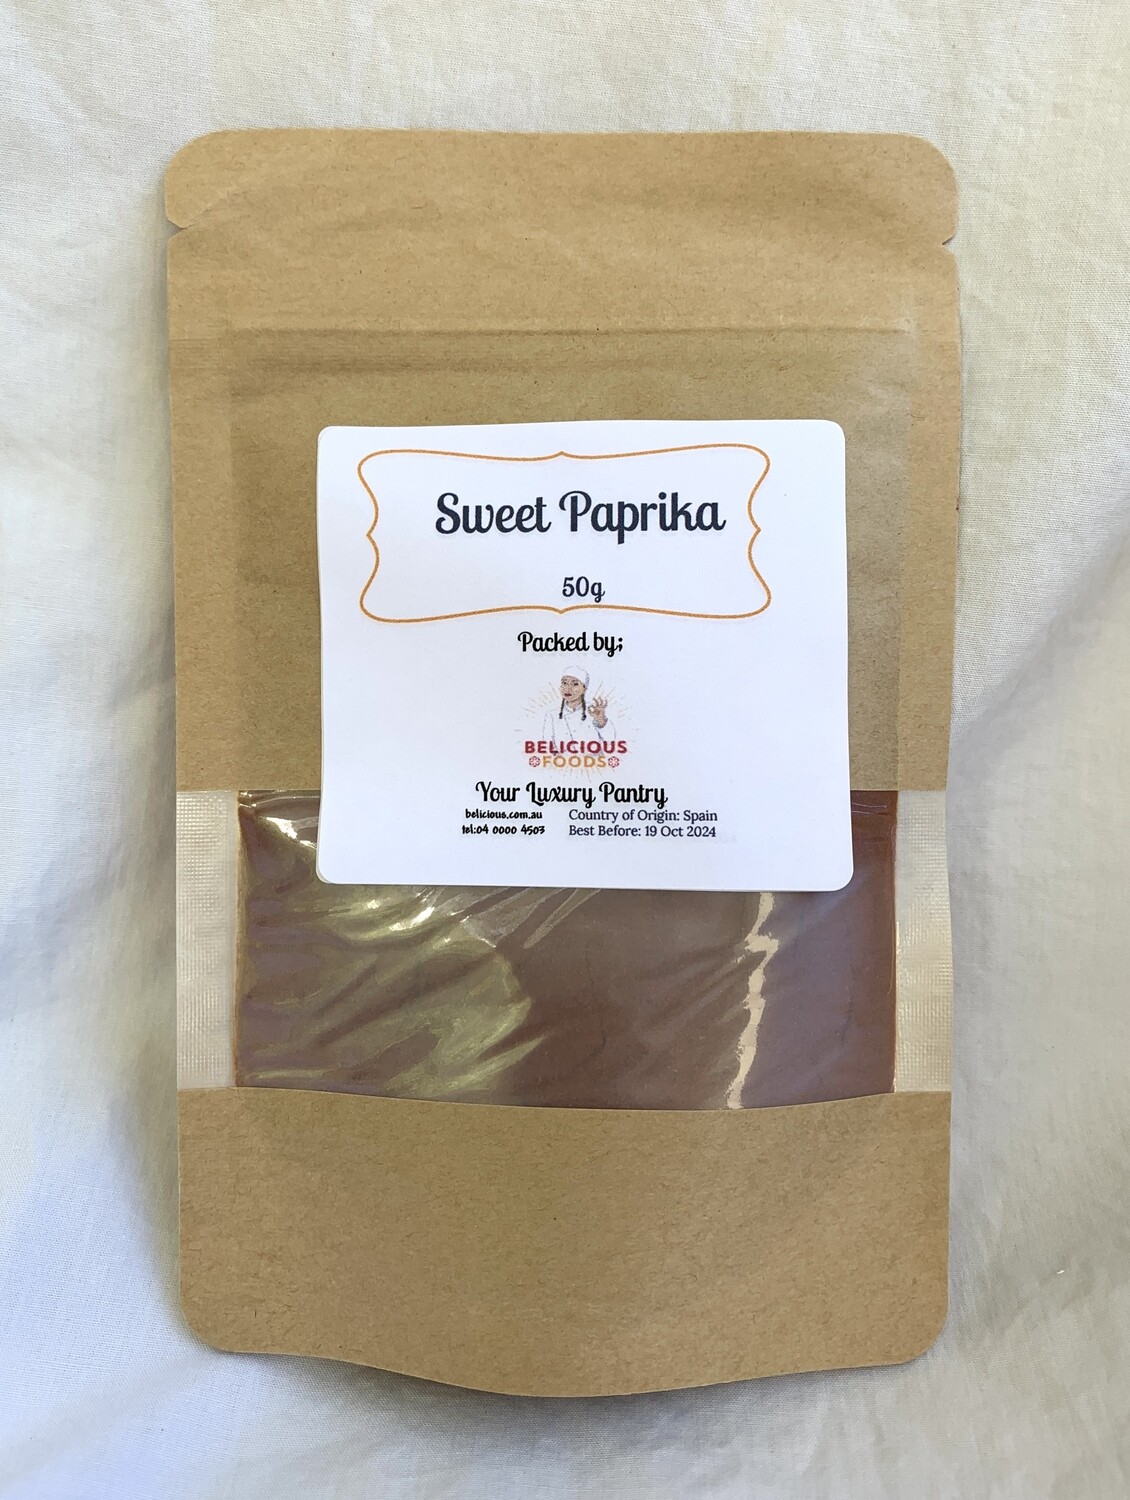 Sweet Paprika
50g
Packed by;
BELICIOUS
FOODS
Your Luxury Pantry
belicious.com.au
tel:04 0000 4503
Country of Origin: Spain
Best Before: 19 Oct 2024